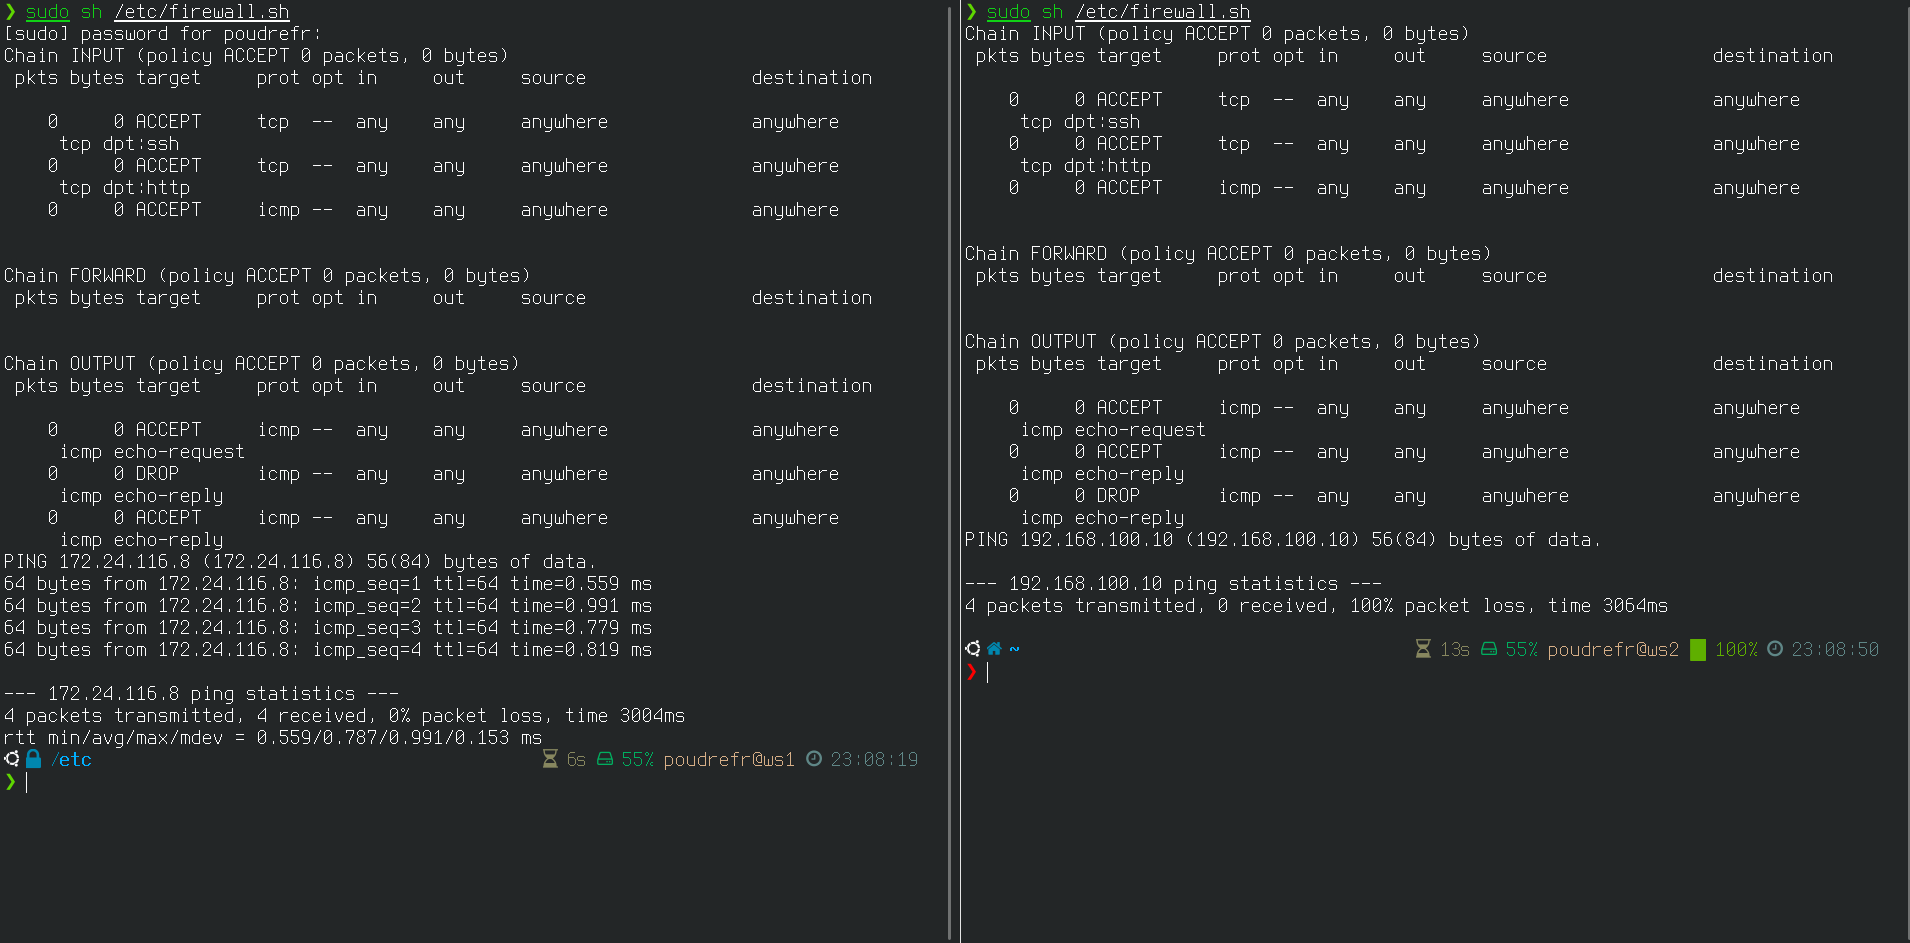 ❯ sudo sh /etc/firewall.sh
[sudo] password for poudrefr:
Chain INPUT (policy ACCEPT 0 packets, 0 bytes)
 pkts bytes target     prot opt in     out     source               destination
    0     0 ACCEPT     tcp  --  any    any     anywhere             anywhere
     tcp dpt:ssh
    0     0 ACCEPT     tcp  --  any    any     anywhere             anywhere
     tcp dpt:http
    0     0 ACCEPT     icmp --  any    any     anywhere             anywhere
Chain FORWARD (policy ACCEPT 0 packets, 0 bytes)
 pkts bytes target     prot opt in     out     source               destination
Chain OUTPUT (policy ACCEPT 0 packets, 0 bytes)
 pkts bytes target     prot opt in     out     source               destination
    0     0 ACCEPT     icmp --  any    any     anywhere             anywhere
     icmp echo-request
    0     0 DROP       icmp --  any    any     anywhere             anywhere
     icmp echo-reply
    0     0 ACCEPT     icmp --  any    any     anywhere             anywhere
     icmp echo-reply
PING 172.24.116.8 (172.24.116.8) 56(84) bytes of data.
64 bytes from 172.24.116.8: icmp_seq=1 ttl=64 time=0.559 ms
64 bytes from 172.24.116.8: icmp_seq=2 ttl=64 time=0.991 ms
64 bytes from 172.24.116.8: icmp_seq=3 ttl=64 time=0.779 ms
64 bytes from 172.24.116.8: icmp_seq=4 ttl=64 time=0.819 ms
--- 172.24.116.8 ping statistics ---
4 packets transmitted, 4 received, 0% packet loss, time 3004ms
rtt min/avg/max/mdev = 0.559/0.787/0.991/0.153 ms
/etc 6s 55% poudrefr@ws1 23:08:19
❯
❯ sudo sh /etc/firewall.sh
Chain INPUT (policy ACCEPT 0 packets, 0 bytes)
 pkts bytes target     prot opt in     out     source               destination
    0     0 ACCEPT     tcp  --  any    any     anywhere             anywhere
     tcp dpt:ssh
    0     0 ACCEPT     tcp  --  any    any     anywhere             anywhere
     tcp dpt:http
    0     0 ACCEPT     icmp --  any    any     anywhere             anywhere
Chain FORWARD (policy ACCEPT 0 packets, 0 bytes)
 pkts bytes target     prot opt in     out     source               destination
Chain OUTPUT (policy ACCEPT 0 packets, 0 bytes)
 pkts bytes target     prot opt in     out     source               destination
    0     0 ACCEPT     icmp --  any    any     anywhere             anywhere
     icmp echo-request
    0     0 ACCEPT     icmp --  any    any     anywhere             anywhere
     icmp echo-reply
    0     0 DROP       icmp --  any    any     anywhere             anywhere
     icmp echo-reply
PING 192.168.100.10 (192.168.100.10) 56(84) bytes of data.
--- 192.168.100.10 ping statistics ---
4 packets transmitted, 0 received, 100% packet loss, time 3064ms
~ 13s 55% poudrefr@ws2 100% 23:08:50
❯